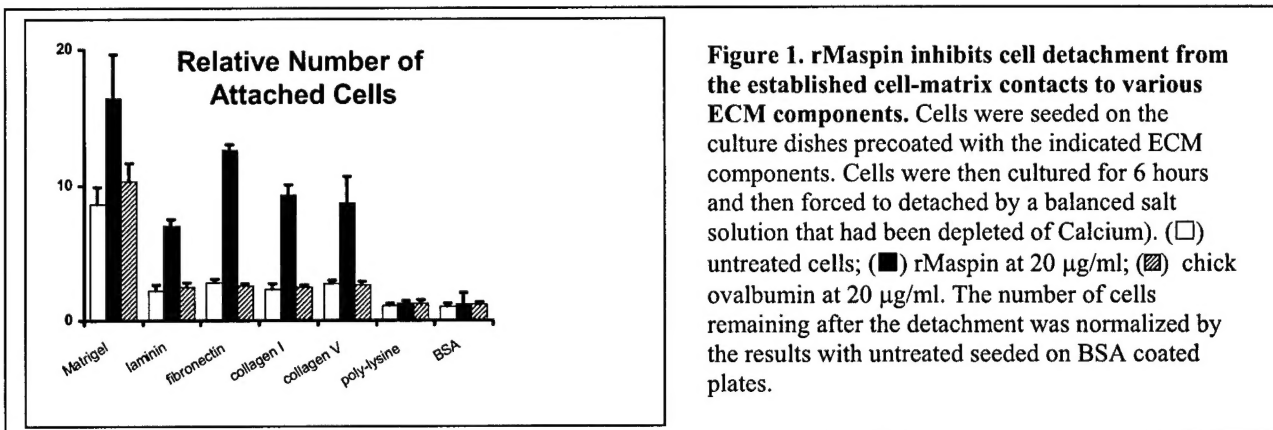 20
10
0
Relative Number of
Attached Cells
Matrigel
laminin
fibronectin
collagen I
collagen V
poly-lysine
BSA
Figure 1. rMaspin inhibits cell detachment from
the established cell-matrix contacts to various
ECM components. Cells were seeded on the
culture dishes precoated with the indicated ECM
components. Cells were then cultured for 6 hours
and then forced to detached by a balanced salt
solution that had been depleted of Calcium). (□)
untreated cells; (■) rMaspin at 20 µg/ml; (▨) chick
ovalbumin at 20 µg/ml. The number of cells
remaining after the detachment was normalized by
the results with untreated seeded on BSA coated
plates.